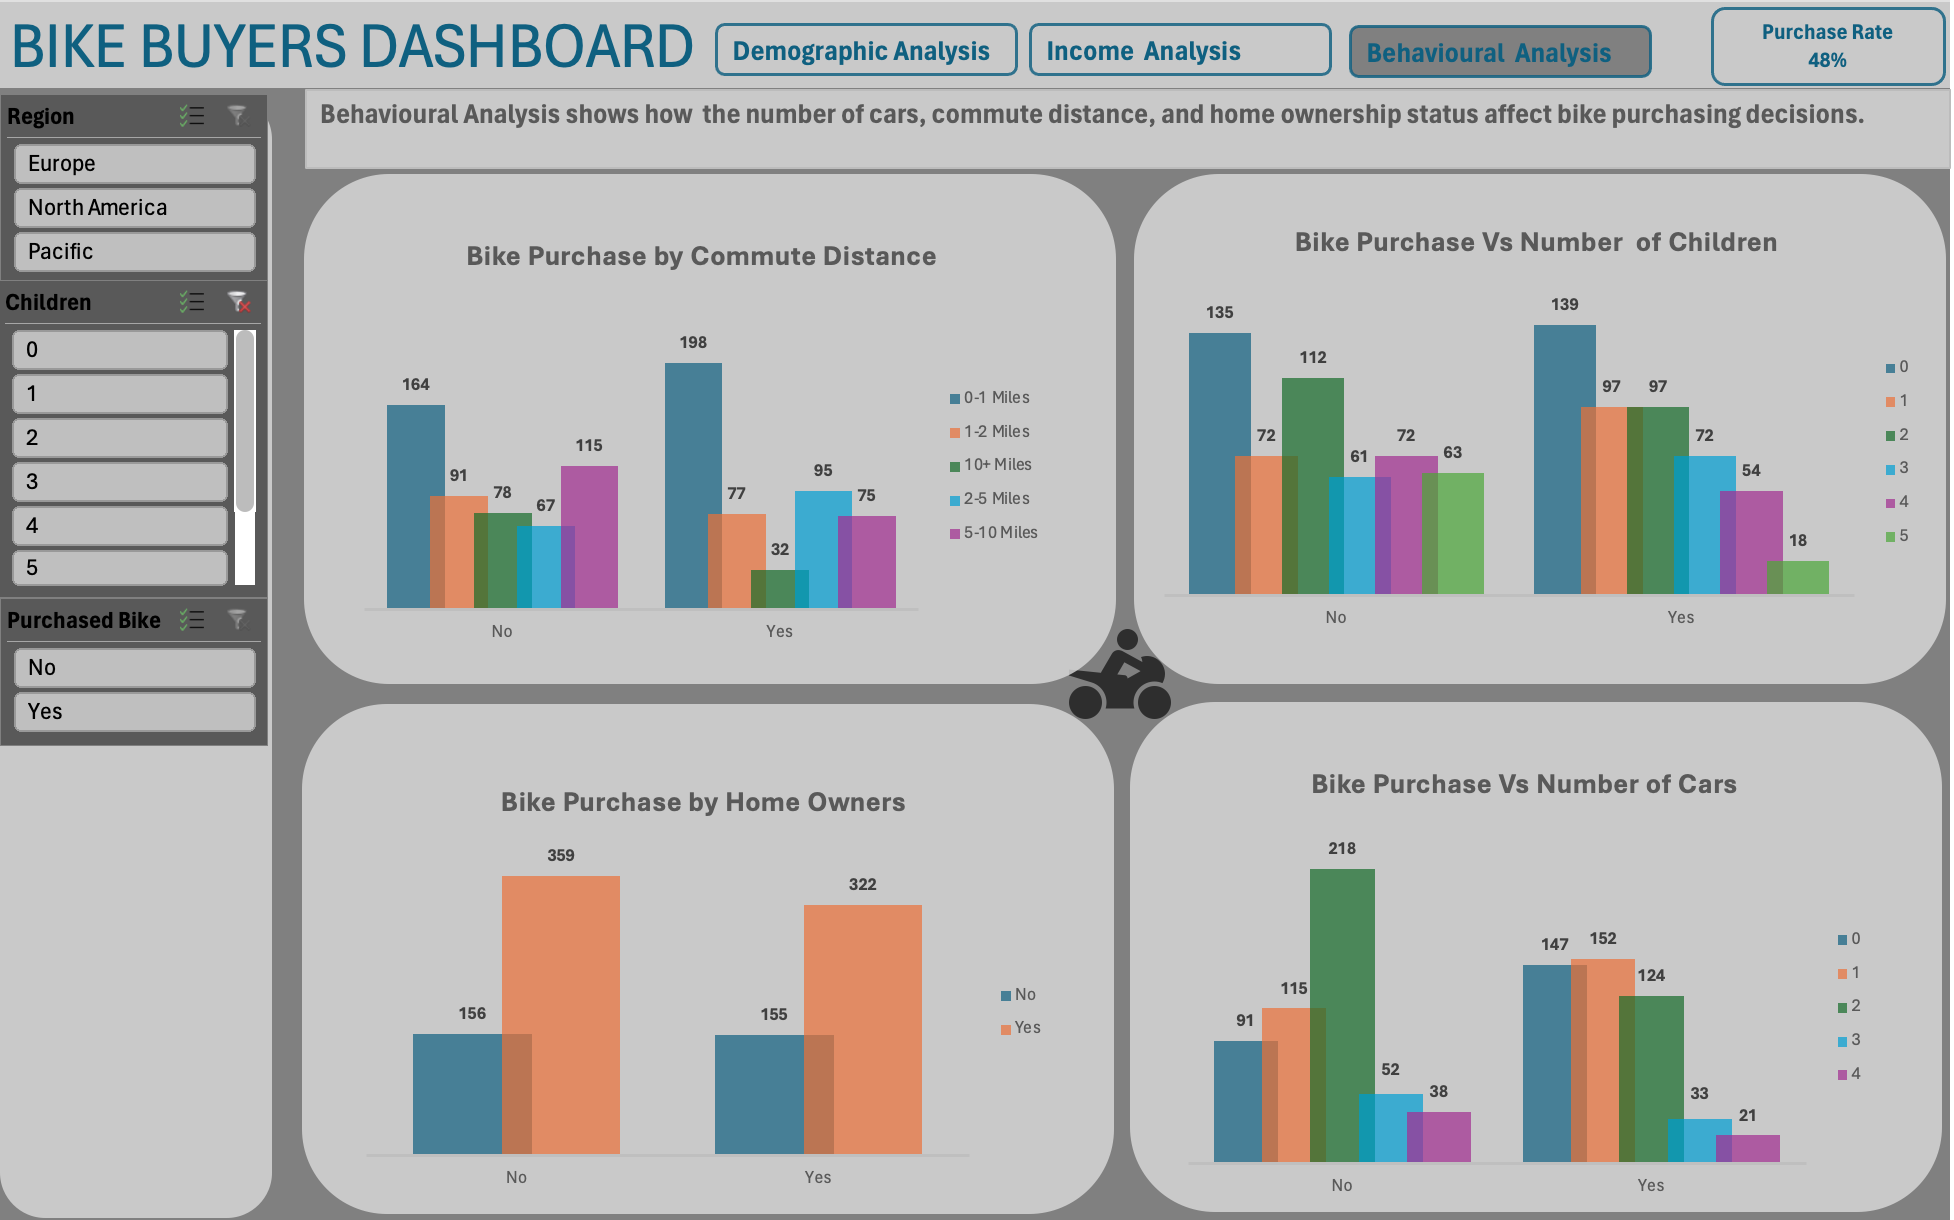 BIKE BUYERS DASHBOARD
Demographic Analysis
Income Analysis
Behavioural Analysis
Purchase Rate
48%
Behavioural Analysis shows how the number of cars, commute distance, and home ownership status affect bike purchasing decisions.
Region
Europe
North America
Pacific
Children
0
1
2
3
4
5
Purchased Bike
No
Yes
Bike Purchase by Commute Distance
164
91
78
67
115
198
77
32
95
75
No
Yes
0-1 Miles
1-2 Miles
10+ Miles
2-5 Miles
5-10 Miles
Bike Purchase Vs Number of Children
135
72
112
61
72
63
139
97
97
72
54
18
No
Yes
0
1
2
3
4
5
Bike Purchase by Home Owners
156
359
155
322
No
Yes
No
Yes
Bike Purchase Vs Number of Cars
91
115
218
52
38
147
152
124
33
21
No
Yes
0
1
2
3
4